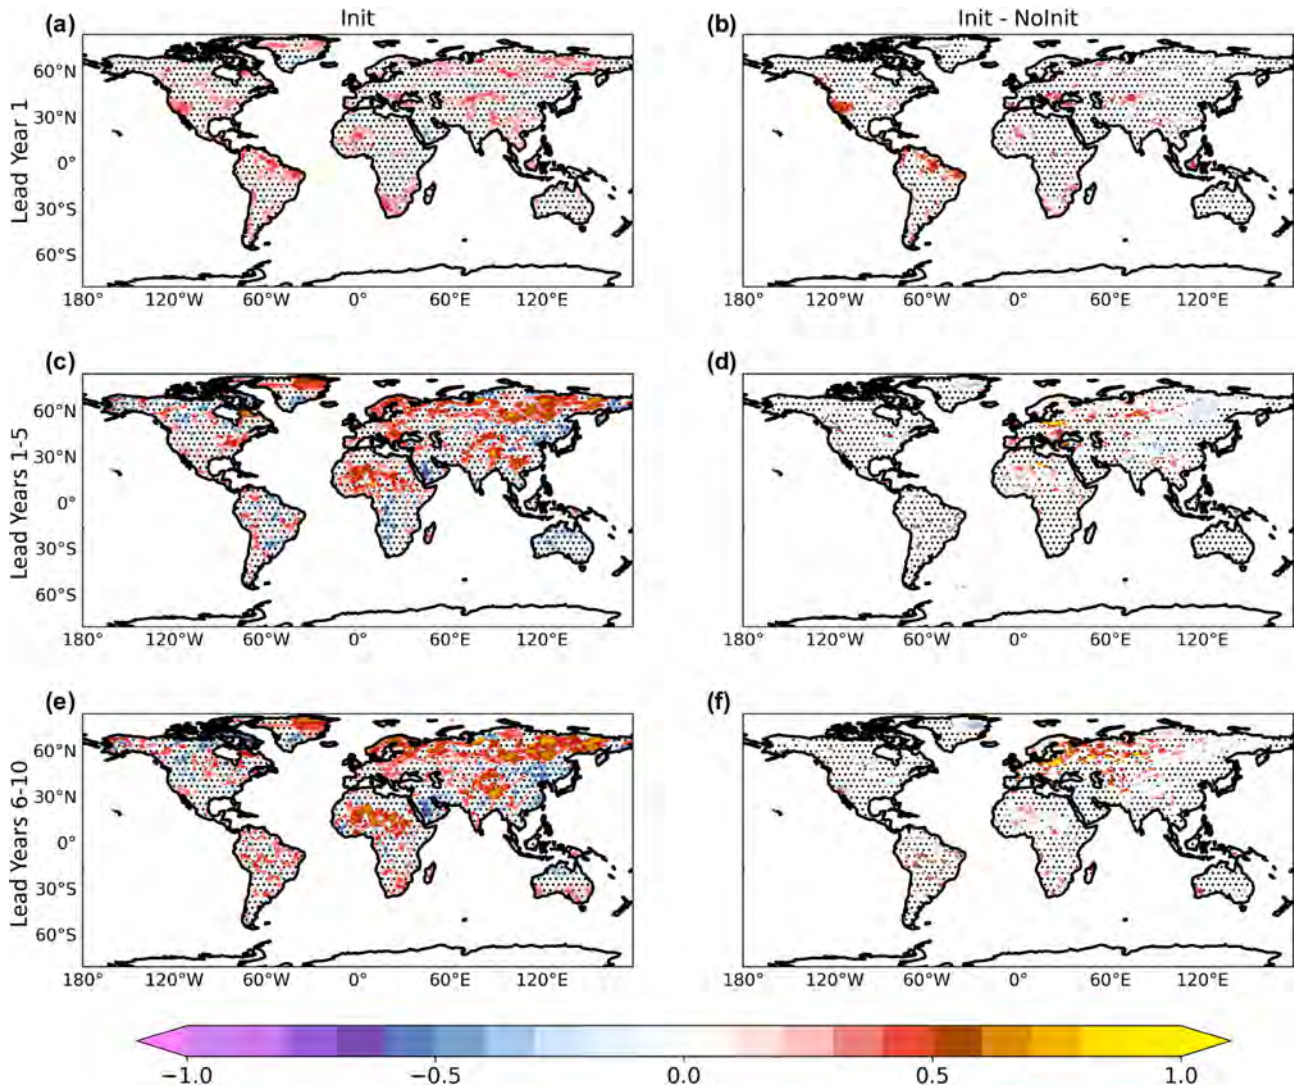 (a) Init (b) Init - NoInit
Lead Year 1
60°N
30°N
0°
30°S
60°S
180° 120°W 60°W 0° 60°E 120°E 180° 120°W 60°W 0° 60°E 120°E
(c) (d)
Lead Years 1-5
60°N
30°N
0°
30°S
60°S
180° 120°W 60°W 0° 60°E 120°E 180° 120°W 60°W 0° 60°E 120°E
(e) (f)
Lead Years 6-10
60°N
30°N
0°
30°S
60°S
180° 120°W 60°W 0° 60°E 120°E 180° 120°W 60°W 0° 60°E 120°E
−1.0 −0.5 0.0 0.5 1.0